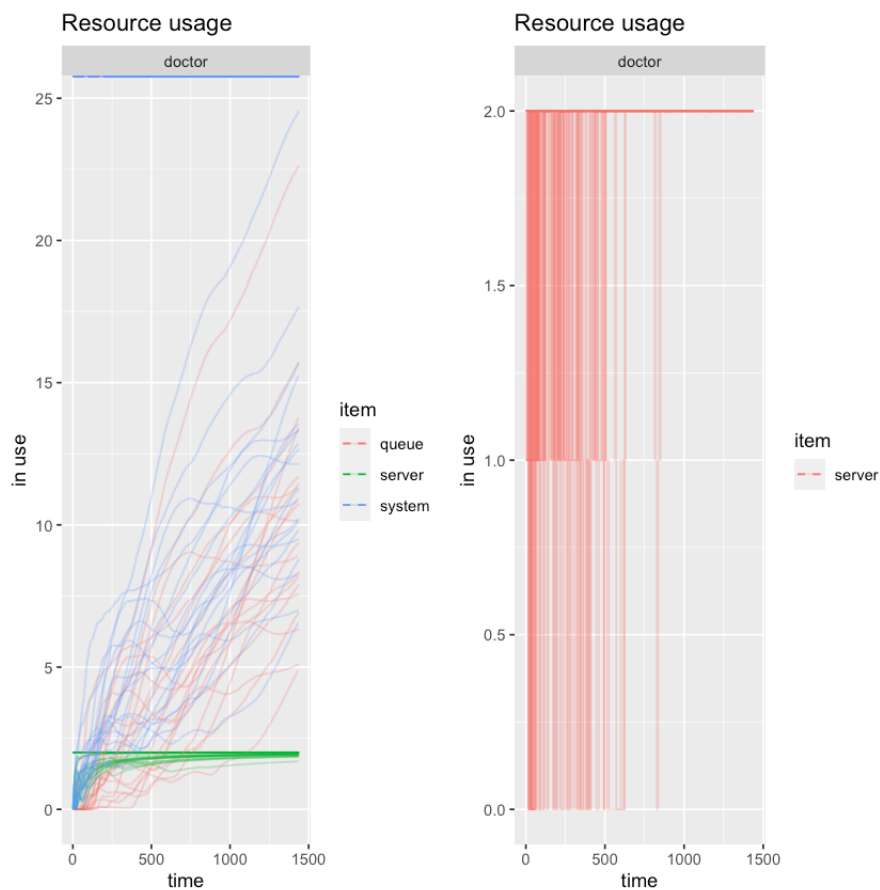 Resource usage
doctor
25
20
15
10
5
0
in use
0 500 1000 1500
time
item
queue
server
system
Resource usage
doctor
2.0
1.5
1.0
0.5
0.0
in use
0 500 1000 1500
time
item
server